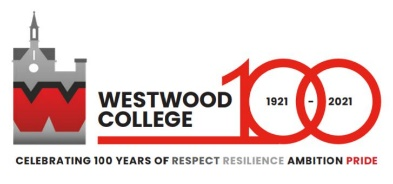 W
WESTWOOD
COLLEGE
100
1921 - 2021
CELEBRATING 100 YEARS OF RESPECT RESILIENCE AMBITION PRIDE